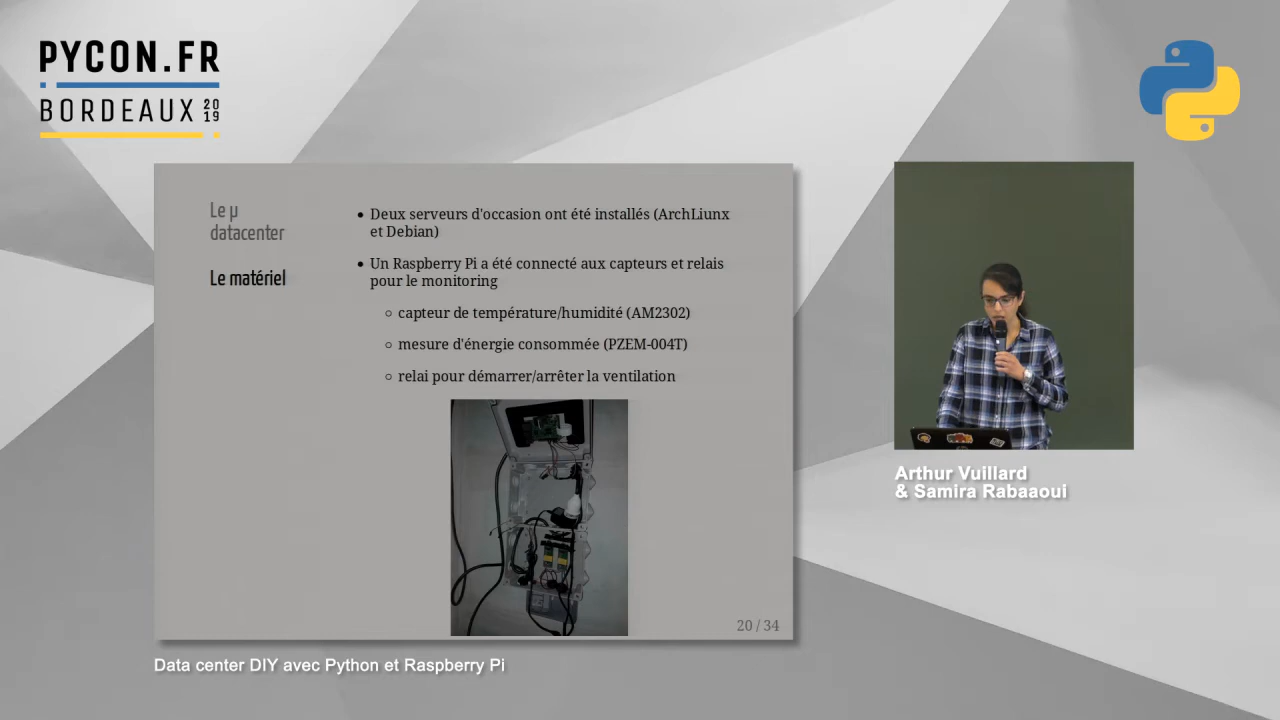 PYCON.FR
BORDEAUX 20
19
Le µ
datacenter
Le matériel
• Deux serveurs d'occasion ont été installés (ArchLiunx
et Debian)
• Un Raspberry Pi a été connecté aux capteurs et relais
pour le monitoring
○ capteur de température/humidité (AM2302)
○ mesure d'énergie consommée (PZEM-004T)
○ relai pour démarrer/arrêter la ventilation
20 / 34
Arthur Vuillard
& Samira Rabaaoui
Data center DIY avec Python et Raspberry Pi